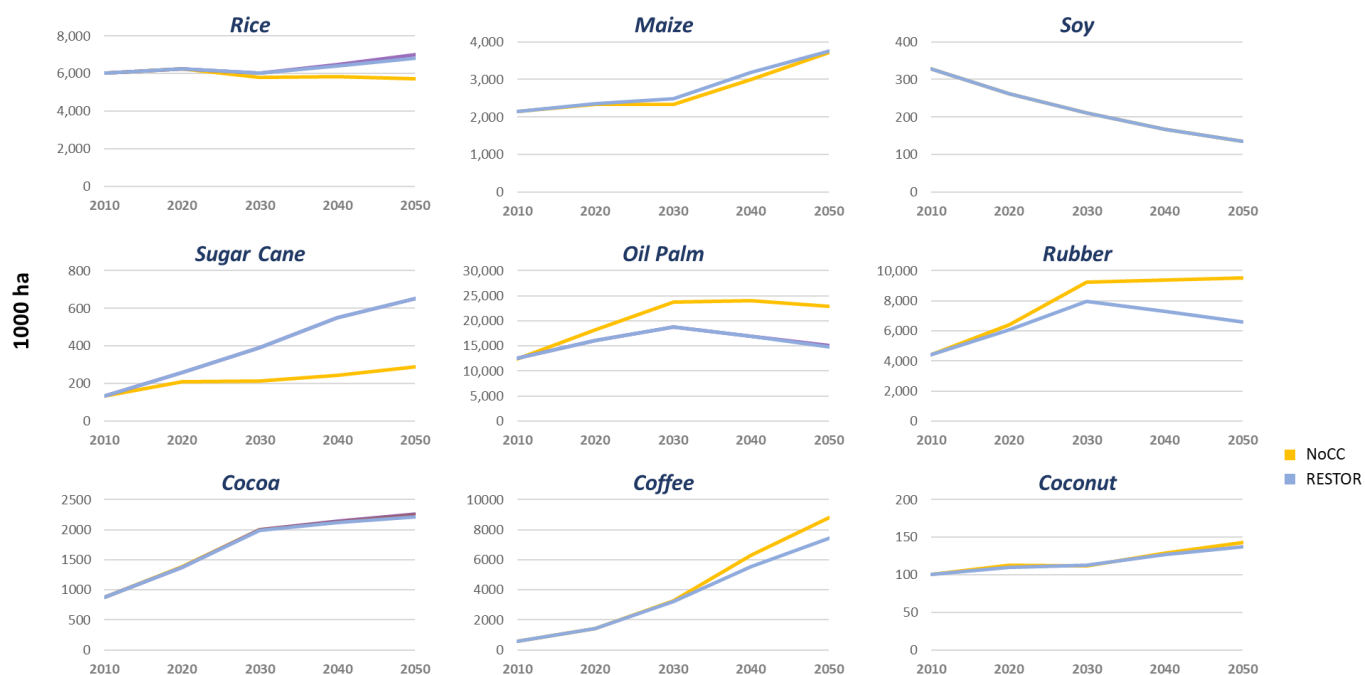 Rice
8,000
6,000
4,000
2,000
0
2010 2020 2030 2040 2050
Maize
4,000
3,000
2,000
1,000
0
2010 2020 2030 2040 2050
Soy
400
300
200
100
0
2010 2020 2030 2040 2050
1000 ha
Sugar Cane
800
600
400
200
0
2010 2020 2030 2040 2050
Oil Palm
30,000
25,000
20,000
15,000
10,000
5,000
0
2010 2020 2030 2040 2050
Rubber
10,000
8,000
6,000
4,000
2,000
0
2010 2020 2030 2040 2050
Cocoa
2500
2000
1500
1000
500
0
2010 2020 2030 2040 2050
Coffee
10000
8000
6000
4000
2000
0
2010 2020 2030 2040 2050
Coconut
200
150
100
50
0
2010 2020 2030 2040 2050
NoCC
RESTOR